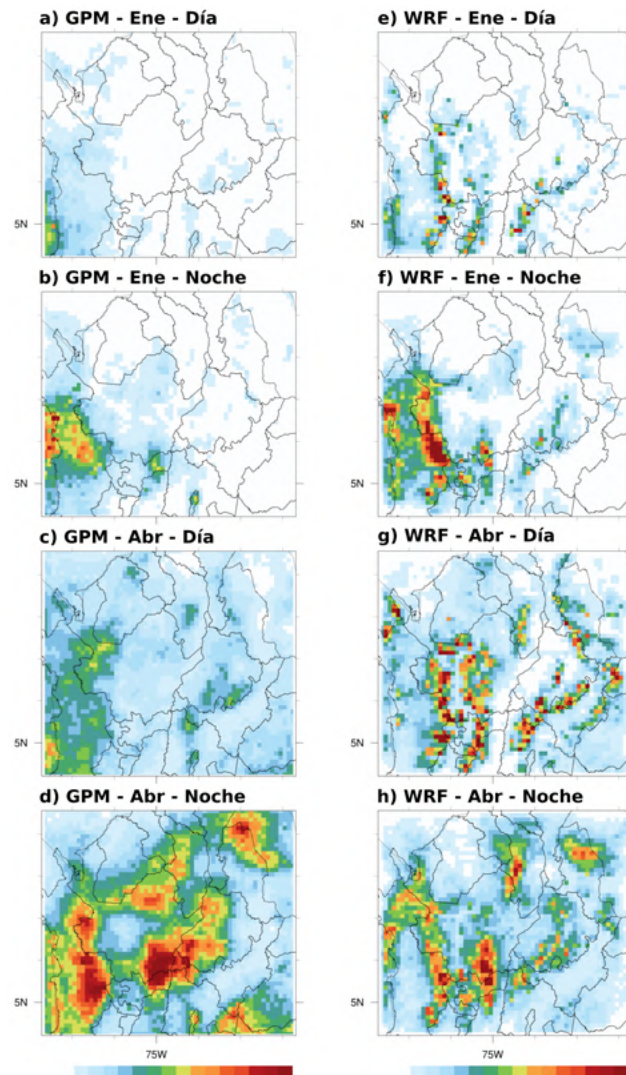 a) GPM - Ene - Día
e) WRF - Ene - Día
5N
5N
b) GPM - Ene - Noche
f) WRF - Ene - Noche
5N
5N
c) GPM - Abr - Día
g) WRF - Abr - Día
5N
5N
d) GPM - Abr - Noche
h) WRF - Abr - Noche
5N
5N
75W
75W